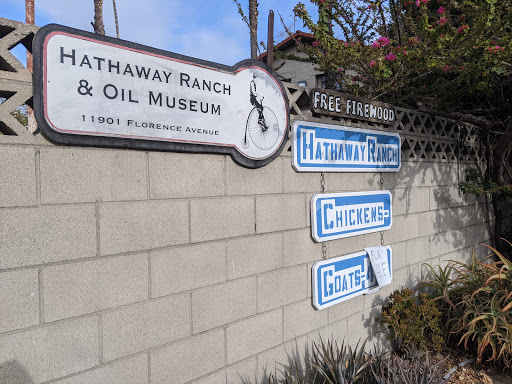 Hathaway Ranch
& Oil Museum
11901 Florence Avenue
FREE FIREWOOD
HATHAWAY RANCH
CHICKENS=
GOATS=